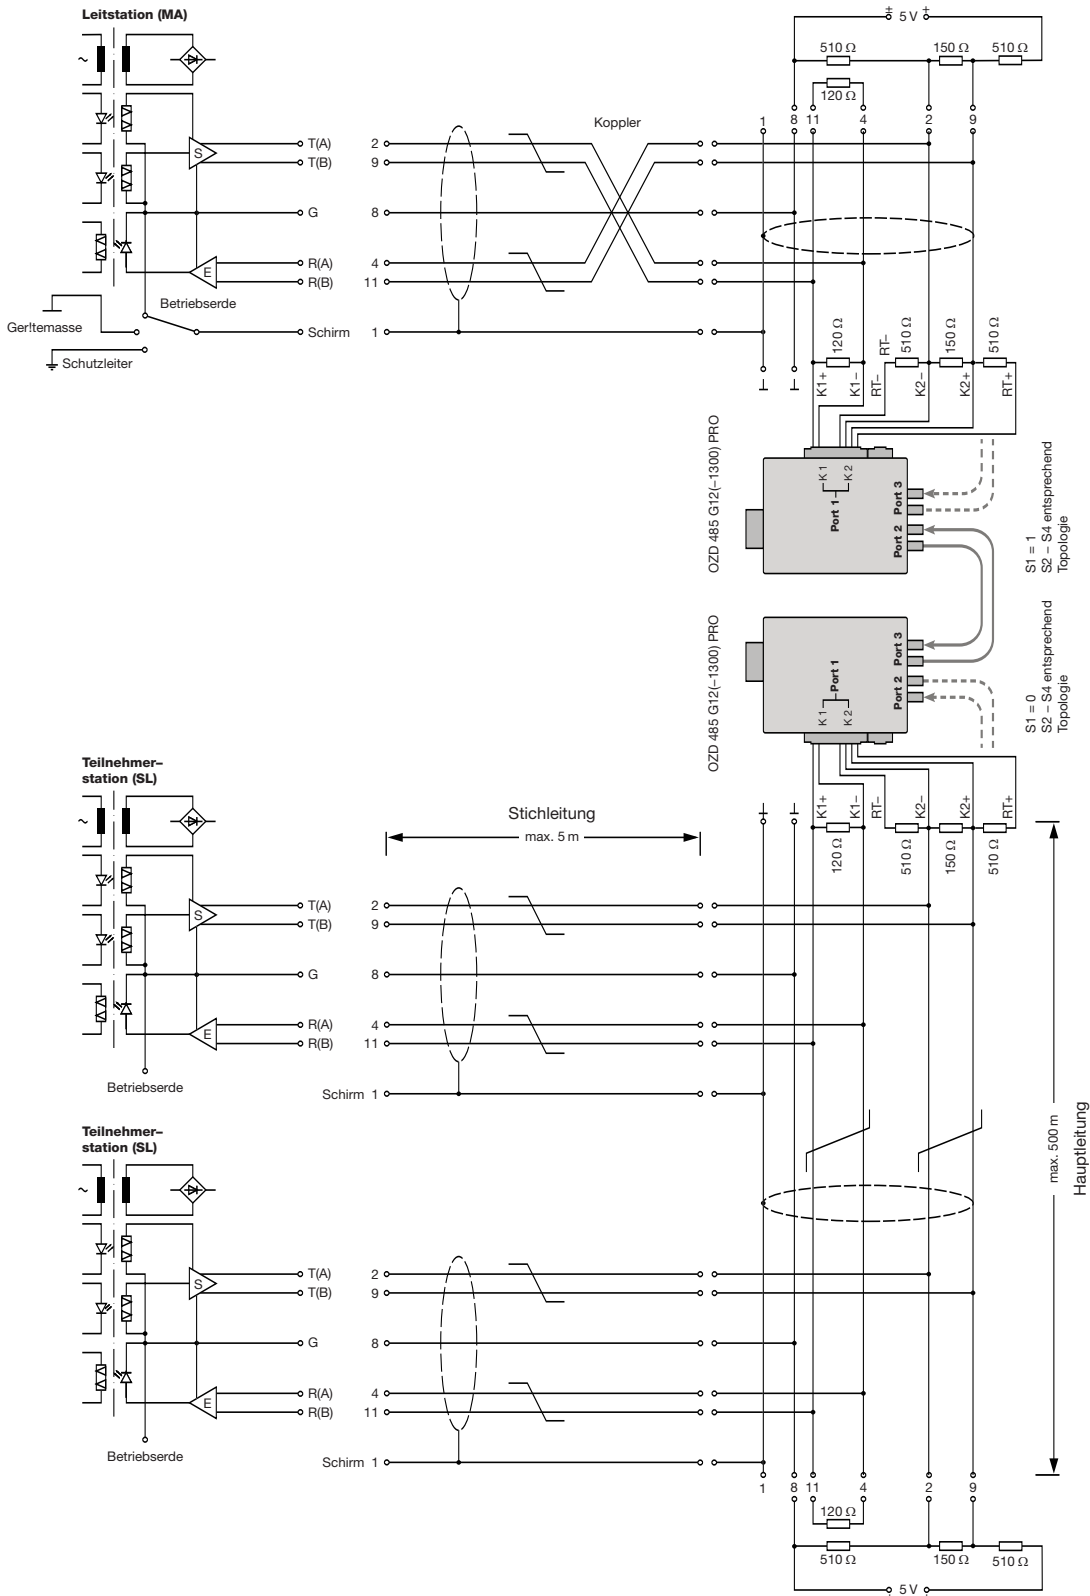 Leitstation (MA)
± 5 V +
510 Ω 150 Ω 510 Ω
120 Ω
1 8 11 4 2 9
Koppler
~
S
T(A) 2
T(B) 9
G 8
R(A) 4
R(B) 11
E
Betriebserde
Ger!temasse
Schirm 1
Schutzleiter
120 Ω
RT–
510 Ω
150 Ω
510 Ω
K1+
K1–
RT–
K2–
K2+
RT+
OZD 485 G12(–1300) PRO
K 1
K 2
Port 1
Port 3
Port 2
S1 = 1
S2 – S4 entsprechend
Topologie
OZD 485 G12(–1300) PRO
Port 1
K 1
K 2
Port 3
Port 2
S1 = 0
S2 – S4 entsprechend
Topologie
Teilnehmer–
station (SL)
~
Stichleitung
max. 5 m
K1+
K1–
RT–
K2–
K2+
RT+
120 Ω
510 Ω
150 Ω
510 Ω
S
T(A) 2
T(B) 9
G 8
R(A) 4
R(B) 11
E
Betriebserde
Schirm 1
max. 500 m
Hauptleitung
Teilnehmer–
station (SL)
~
S
T(A) 2
T(B) 9
G 8
R(A) 4
R(B) 11
E
Betriebserde
Schirm 1
1 8 11 4 2 9
120 Ω
510 Ω 150 Ω 510 Ω
5 V